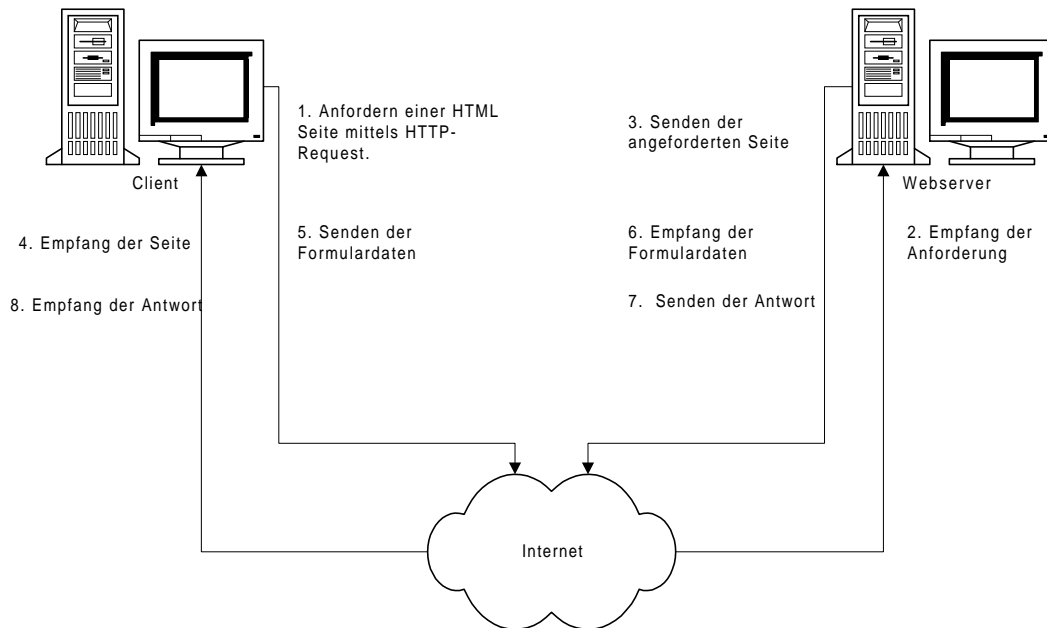 1. Anfordern einer HTML
Seite mittels HTTP-
Request.
3. Senden der
angeforderten Seite
Client
Webserver
4. Empfang der Seite
5. Senden der
Formulardaten
6. Empfang der
Formulardaten
2. Empfang der
Anforderung
8. Empfang der Antwort
7. Senden der Antwort
Internet